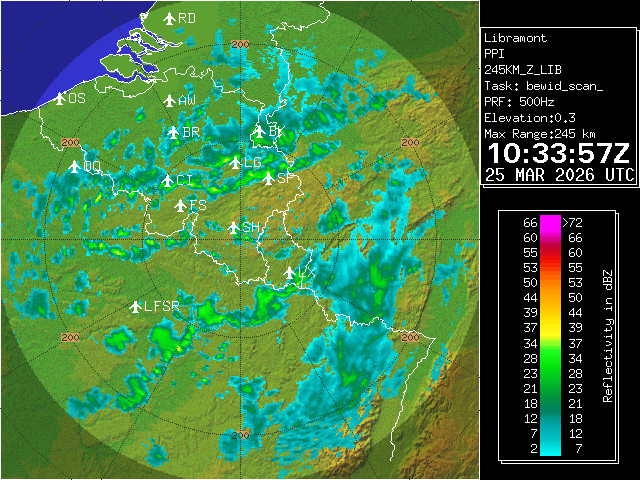 RD
200
OS
AW
BR
BK
200
200
QQ
LG
CI
SP
FS
SH
LX
LFSR
200
200
200
Libramont
PPI
245KM_Z_LIB
Task: bewid_scan_
PRF: 500Hz
Elevation:0.3
Max Range:245 km
10:33:57Z
25 MAR 2026 UTC
66 >72
60 66
55 60
53 55
50 53
44 50
39 44
37 39
34 37
28 34
23 28
21 23
18 21
12 18
7 12
2 7
Reflectivity in dBZ